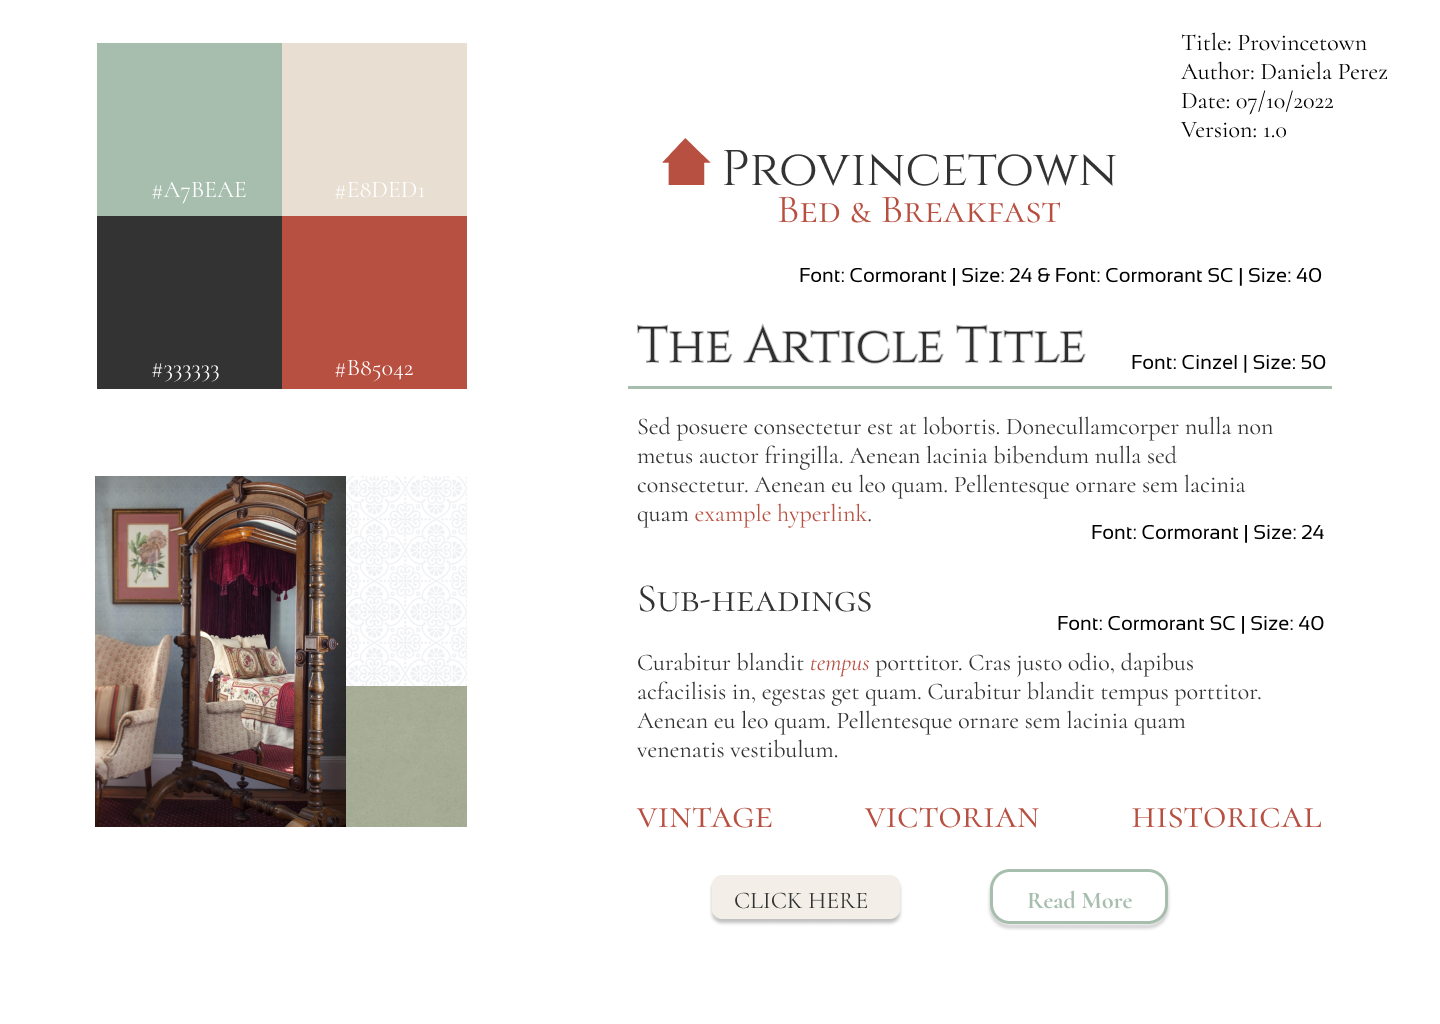 Title: Provincetown
Author: Daniela Perez
Date: 07/10/2022
Version: 1.0
#A7BEAE
#E8DED1
#333333
#B85042
Provincetown
Bed & Breakfast
Font: Cormorant | Size: 24 & Font: Cormorant SC | Size: 40
The Article Title
Font: Cinzel | Size: 50
Sed posuere consectetur est at lobortis. Donecullamcorper nulla non
metus auctor fringilla. Aenean lacinia bibendum nulla sed
consectetur. Aenean eu leo quam. Pellentesque ornare sem lacinia
quam example hyperlink.
Font: Cormorant | Size: 24
Sub-headings
Font: Cormorant SC | Size: 40
Curabitur blandit tempus porttitor. Cras justo odio, dapibus
acfacilisis in, egestas get quam. Curabitur blandit tempus porttitor.
Aenean eu leo quam. Pellentesque ornare sem lacinia quam
venenatis vestibulum.
vintage victorian historical
CLICK HERE
Read More